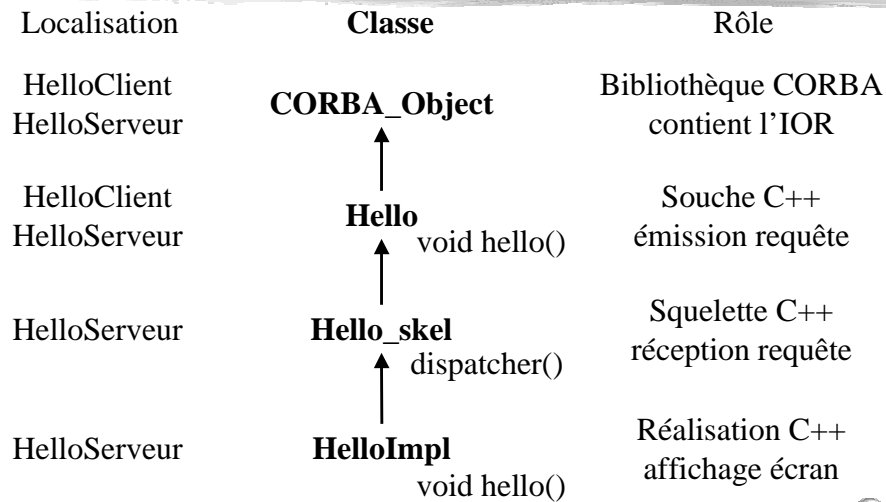 Localisation Classe Rôle
HelloClient
HelloServeur
CORBA_Object
Bibliothèque CORBA
contient l'IOR
HelloClient
HelloServeur
Hello
void hello()
Souche C++
émission requête
HelloServeur
Hello_skel
dispatcher()
Squelette C++
réception requête
HelloServeur
HelloImpl
void hello()
Réalisation C++
affichage écran